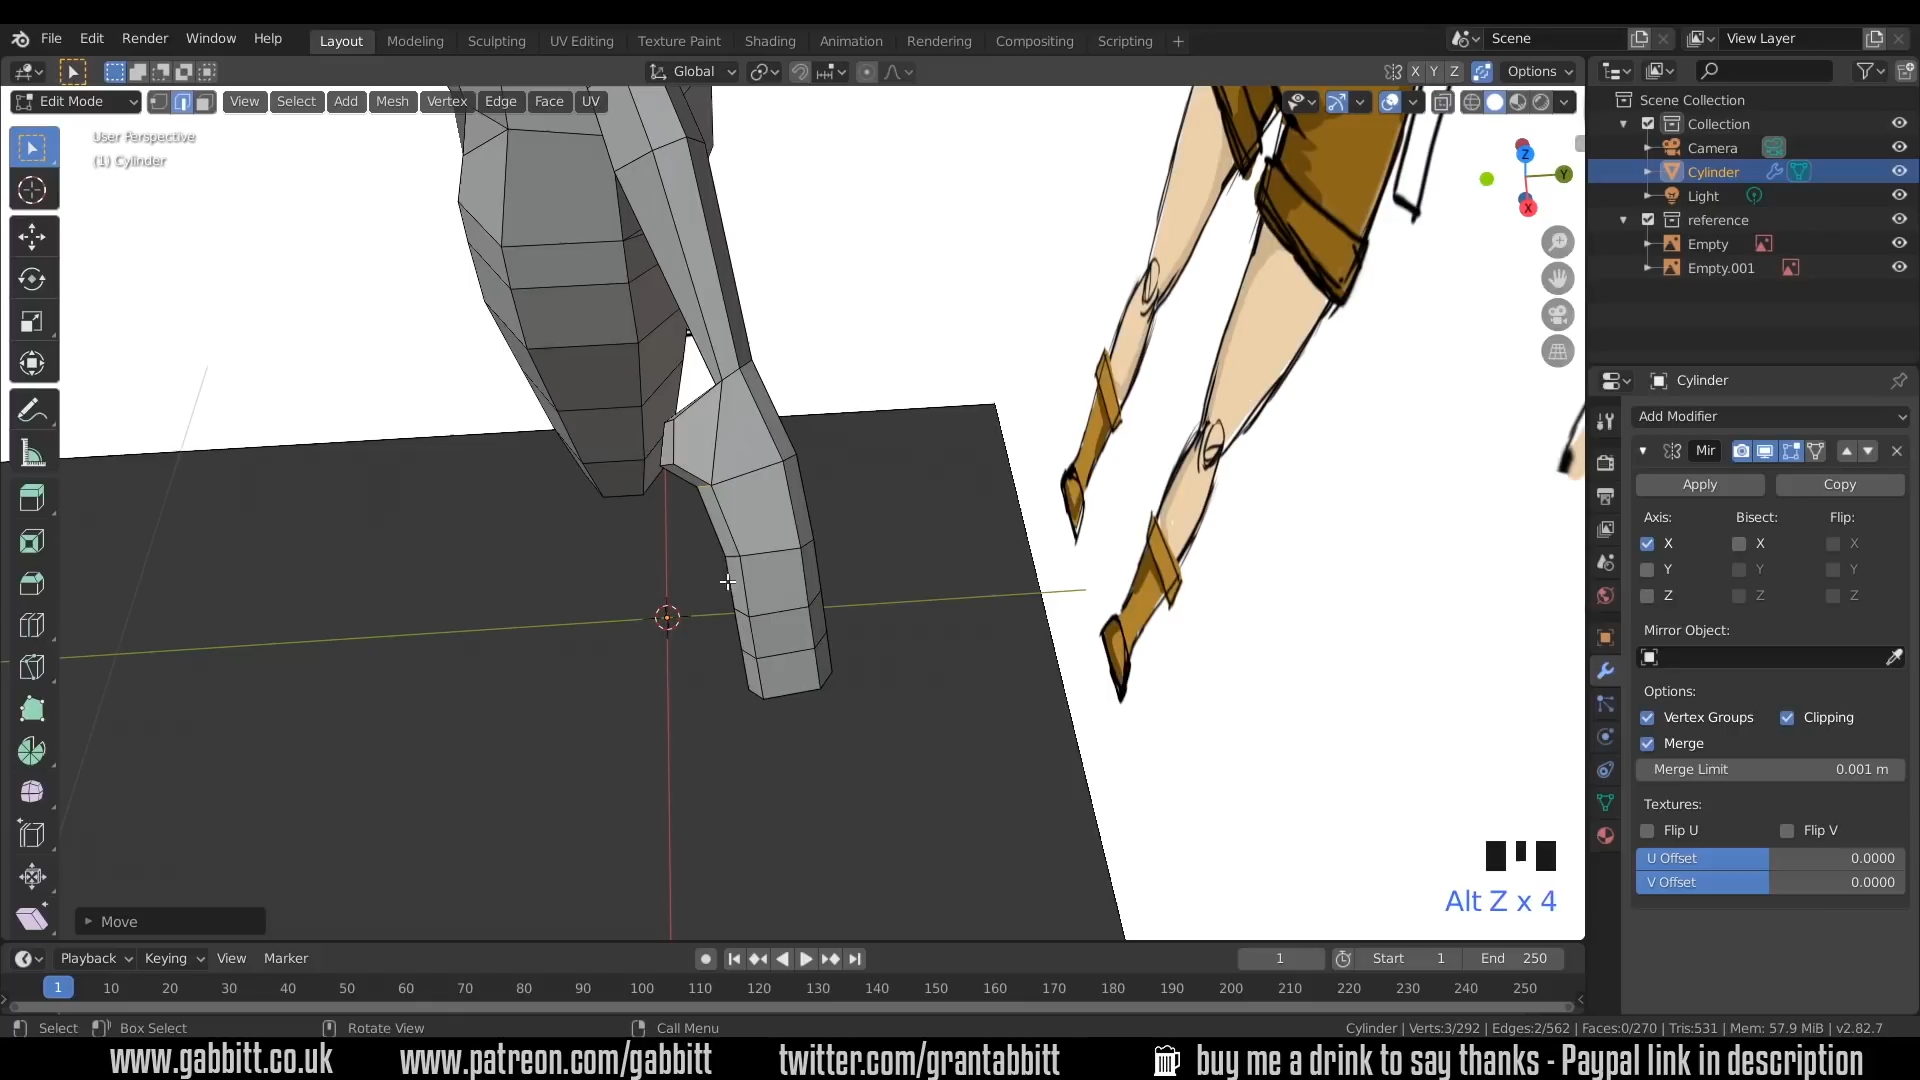 File Edit Render Window Help Layout Modeling Sculpting UV Editing Texture Paint Shading Animation Rendering Compositing Scripting + Scene View Layer
Global X Y Z Options
Edit Mode View Select Add Mesh Vertex Edge Face UV
User Perspective
(1) Cylinder
Z
Y
X
Scene Collection
Collection
Camera
Cylinder
Light
reference
Empty
Empty.001
Cylinder
Add Modifier
Mir
Apply Copy
Axis: Bisect: Flip:
X X X
Y Y Y
Z Z Z
Mirror Object:
Options:
Vertex Groups Clipping
Merge
Merge Limit 0.001 m
Textures:
Flip U Flip V
U Offset 0.0000
V Offset 0.0000
Alt Z x 4
Move
Playback Keying View Marker 1 Start 1 End 250
1 10 20 30 40 50 60 70 80 90 100 110 120 130 140 150 160 170 180 190 200 210 220 230 240 250
Select Box Select Rotate View Call Menu Cylinder | Verts:3/292 | Edges:2/562 | Faces:0/270 | Tris:531 | Mem: 57.9 MiB | v2.82.7
www.gabbitt.co.uk www.patreon.com/gabbitt twitter.com/grantabbitt buy me a drink to say thanks - Paypal link in description